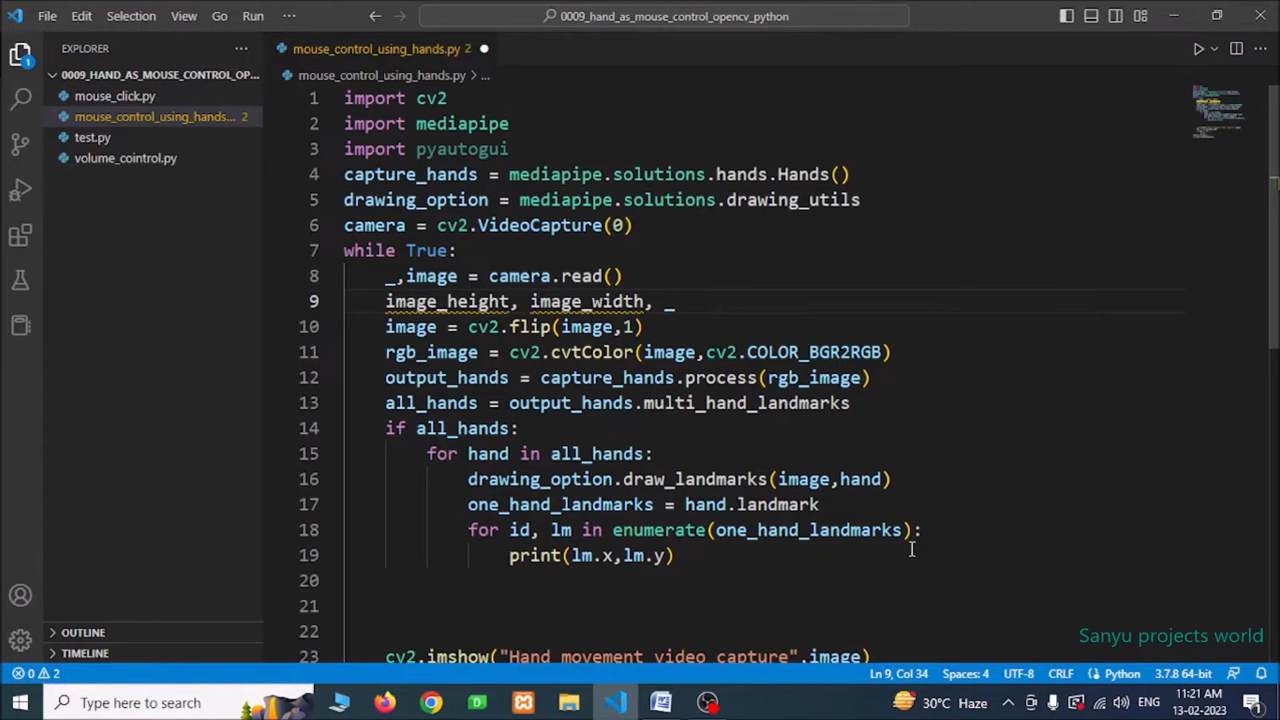 File Edit Selection View Go Run ··· 0009_hand_as_mouse_control_opencv_python
EXPLORER ··· mouse_control_using_hands.py 2
0009_HAND_AS_MOUSE_CONTROL_OP... mouse_control_using_hands.py > ...
mouse_click.py
mouse_control_using_hands... 2
test.py
volume_cointrol.py
1 import cv2
2 import mediapipe
3 import pyautogui
4 capture_hands = mediapipe.solutions.hands.Hands()
5 drawing_option = mediapipe.solutions.drawing_utils
6 camera = cv2.VideoCapture(0)
7 while True:
8 _,image = camera.read()
9 image_height, image_width, _
10 image = cv2.flip(image,1)
11 rgb_image = cv2.cvtColor(image,cv2.COLOR_BGR2RGB)
12 output_hands = capture_hands.process(rgb_image)
13 all_hands = output_hands.multi_hand_landmarks
14 if all_hands:
15 for hand in all_hands:
16 drawing_option.draw_landmarks(image,hand)
17 one_hand_landmarks = hand.landmark
18 for id, lm in enumerate(one_hand_landmarks):
19 print(lm.x,lm.y)
20
21
22
23 cv2.imshow("Hand movement video capture",image)
OUTLINE
TIMELINE
1
Sanyu projects world
0 2 Ln 9, Col 34 Spaces: 4 UTF-8 CRLF Python 3.7.8 64-bit
Type here to search 30°C Haze 11:21 AM
13-02-2023 1